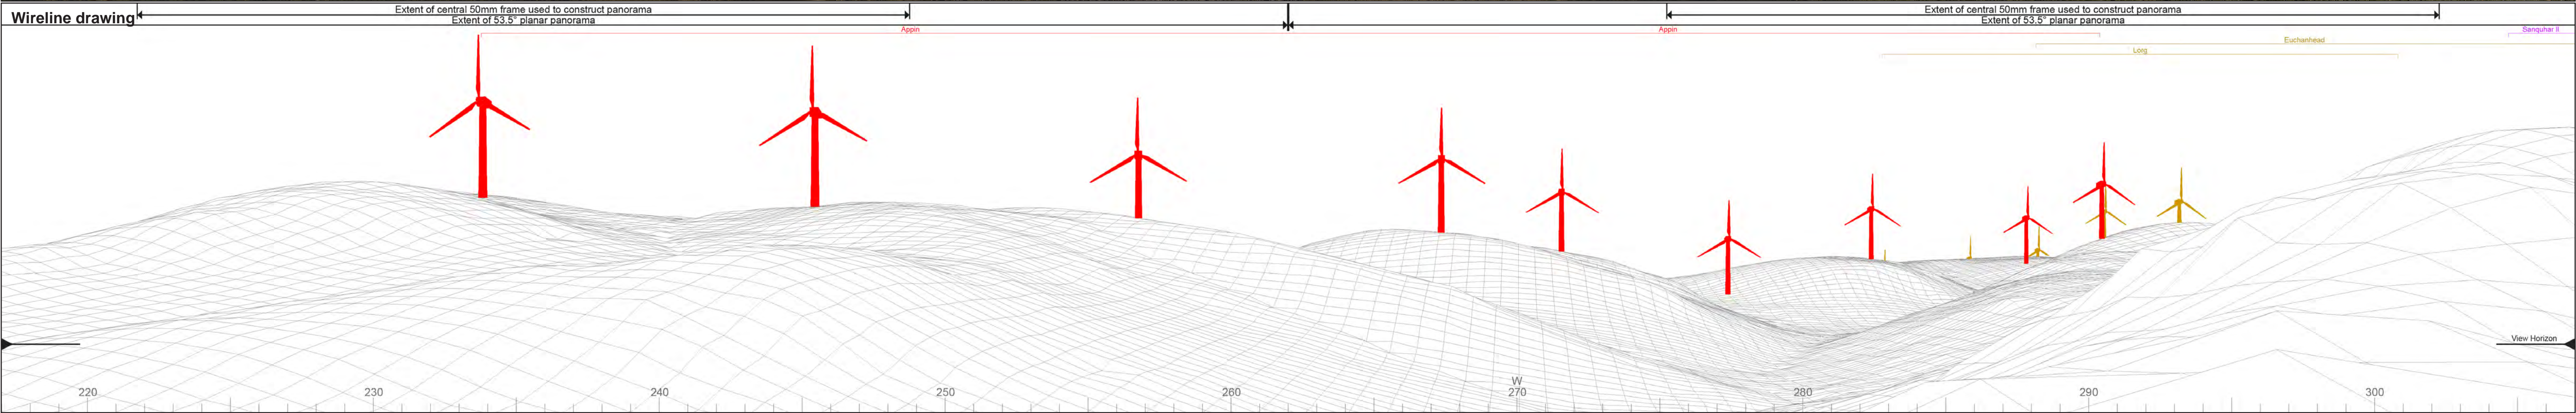 Wireline drawing
Extent of central 50mm frame used to construct panorama
Extent of central 50mm frame used to construct panorama
Extent of 53.5° planar panorama
Extent of 53.5° planar panorama
Appin
Appin
Sanquhar II
Euchanhead
Lorg
View Horizon
W
220 230 240 250 260 270 280 290 300